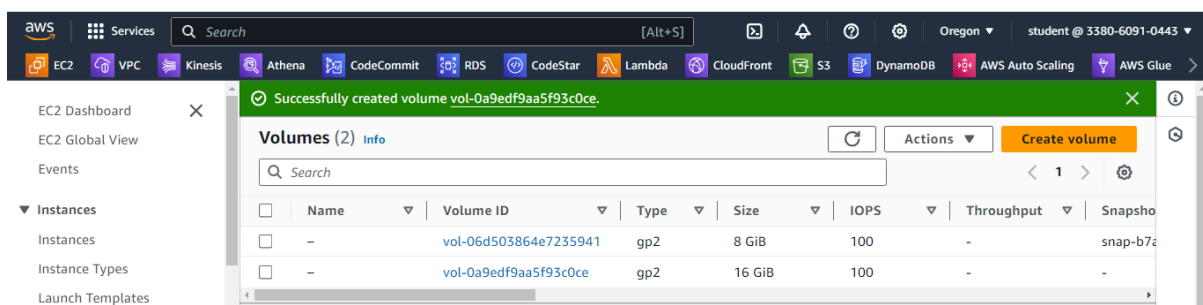 aws Services Search [Alt+S] Oregon ▼ student @ 3380-6091-0443 ▼
EC2 VPC Kinesis Athena CodeCommit RDS CodeStar Lambda CloudFront S3 DynamoDB AWS Auto Scaling AWS Glue
EC2 Dashboard
EC2 Global View
Events
▼ Instances
Instances
Instance Types
Launch Templates
Successfully created volume vol-0a9edf9aa5f93c0ce.
Volumes (2) Info Actions ▼ Create volume
Search
< 1 >
Name Volume ID Type Size IOPS Throughput Snapsho
– vol-06d503864e7235941 gp2 8 GiB 100 - snap-b7a
– vol-0a9edf9aa5f93c0ce gp2 16 GiB 100 - -